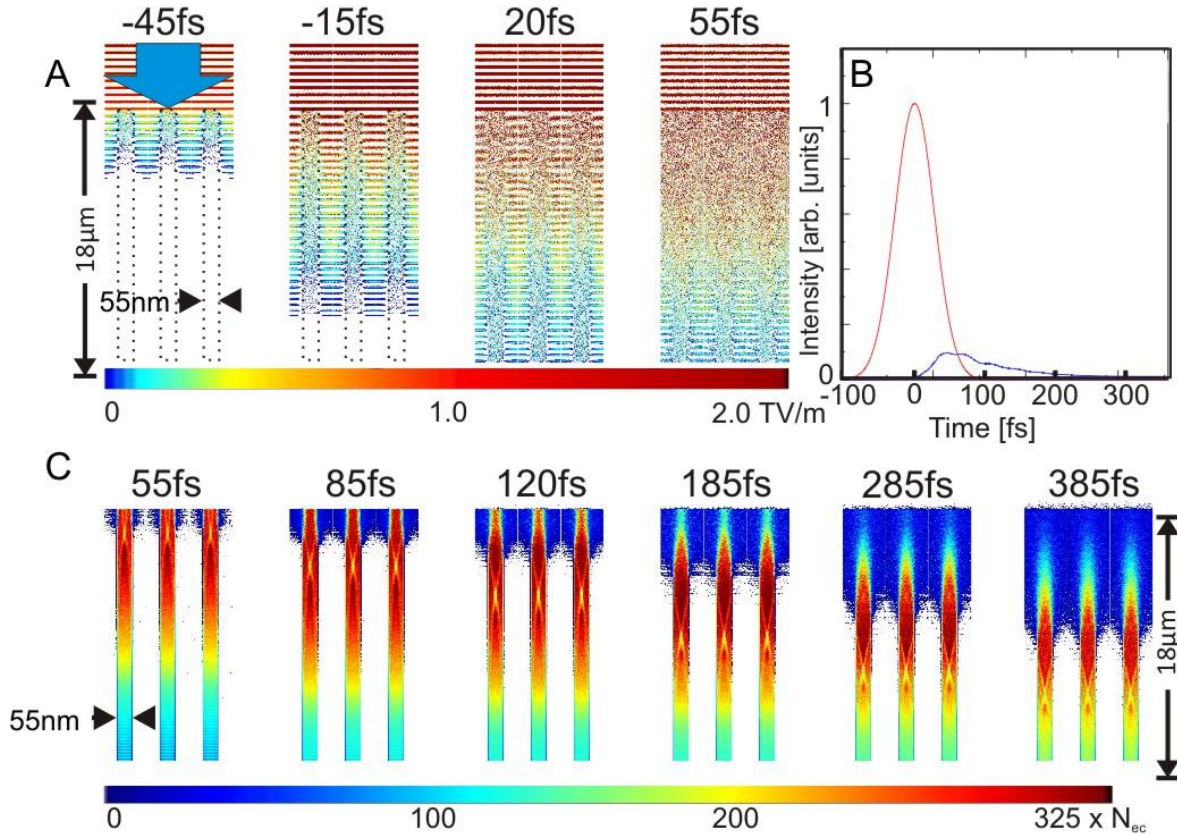 -45fs -15fs 20fs 55fs
A
B
18µm
55nm
0 1.0 2.0 TV/m
Intensity [arb. units]
1
0
-100 0 100 200 300
Time [fs]
C
55fs 85fs 120fs 185fs 285fs 385fs
55nm
18µm
0 100 200 325 x Nec